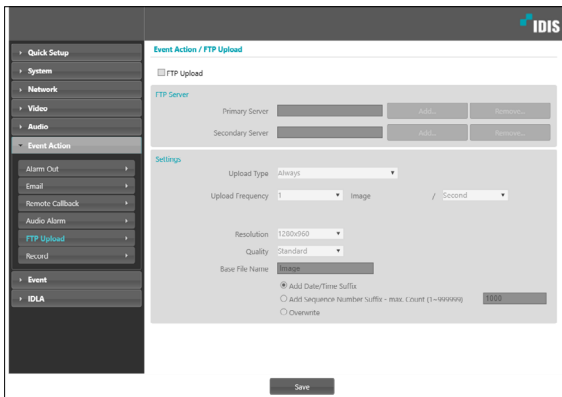 IDIS
Quick Setup
System
Network
Video
Audio
Event Action
Alarm Out
Email
Remote Callback
Audio Alarm
FTP Upload
Record
Event
IDLA
Event Action / FTP Upload
FTP Upload
FTP Server
Primary Server Add... Remove...
Secondary Server Add... Remove...
Settings
Upload Type Always
Upload Frequency 1 Image / Second
Resolution 1280x960
Quality Standard
Base File Name Image
Add Date/Time Suffix
Add Sequence Number Suffix - max. Count (1~999999) 1000
Overwrite
Save